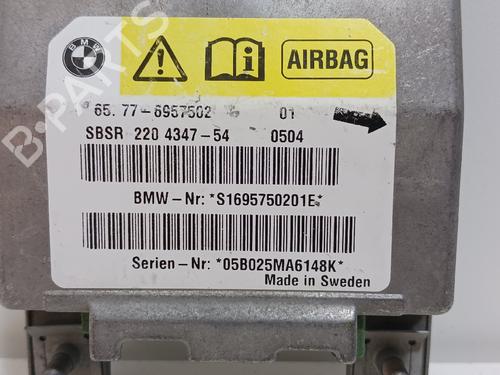 BMW
AIRBAG
65.77-6957502 01
SBSR 220 4347-54 0504
BMW-Nr: *S1695750201E*
Serien-Nr: *05B025MA6148K*
Made in Sweden
B-PARTS